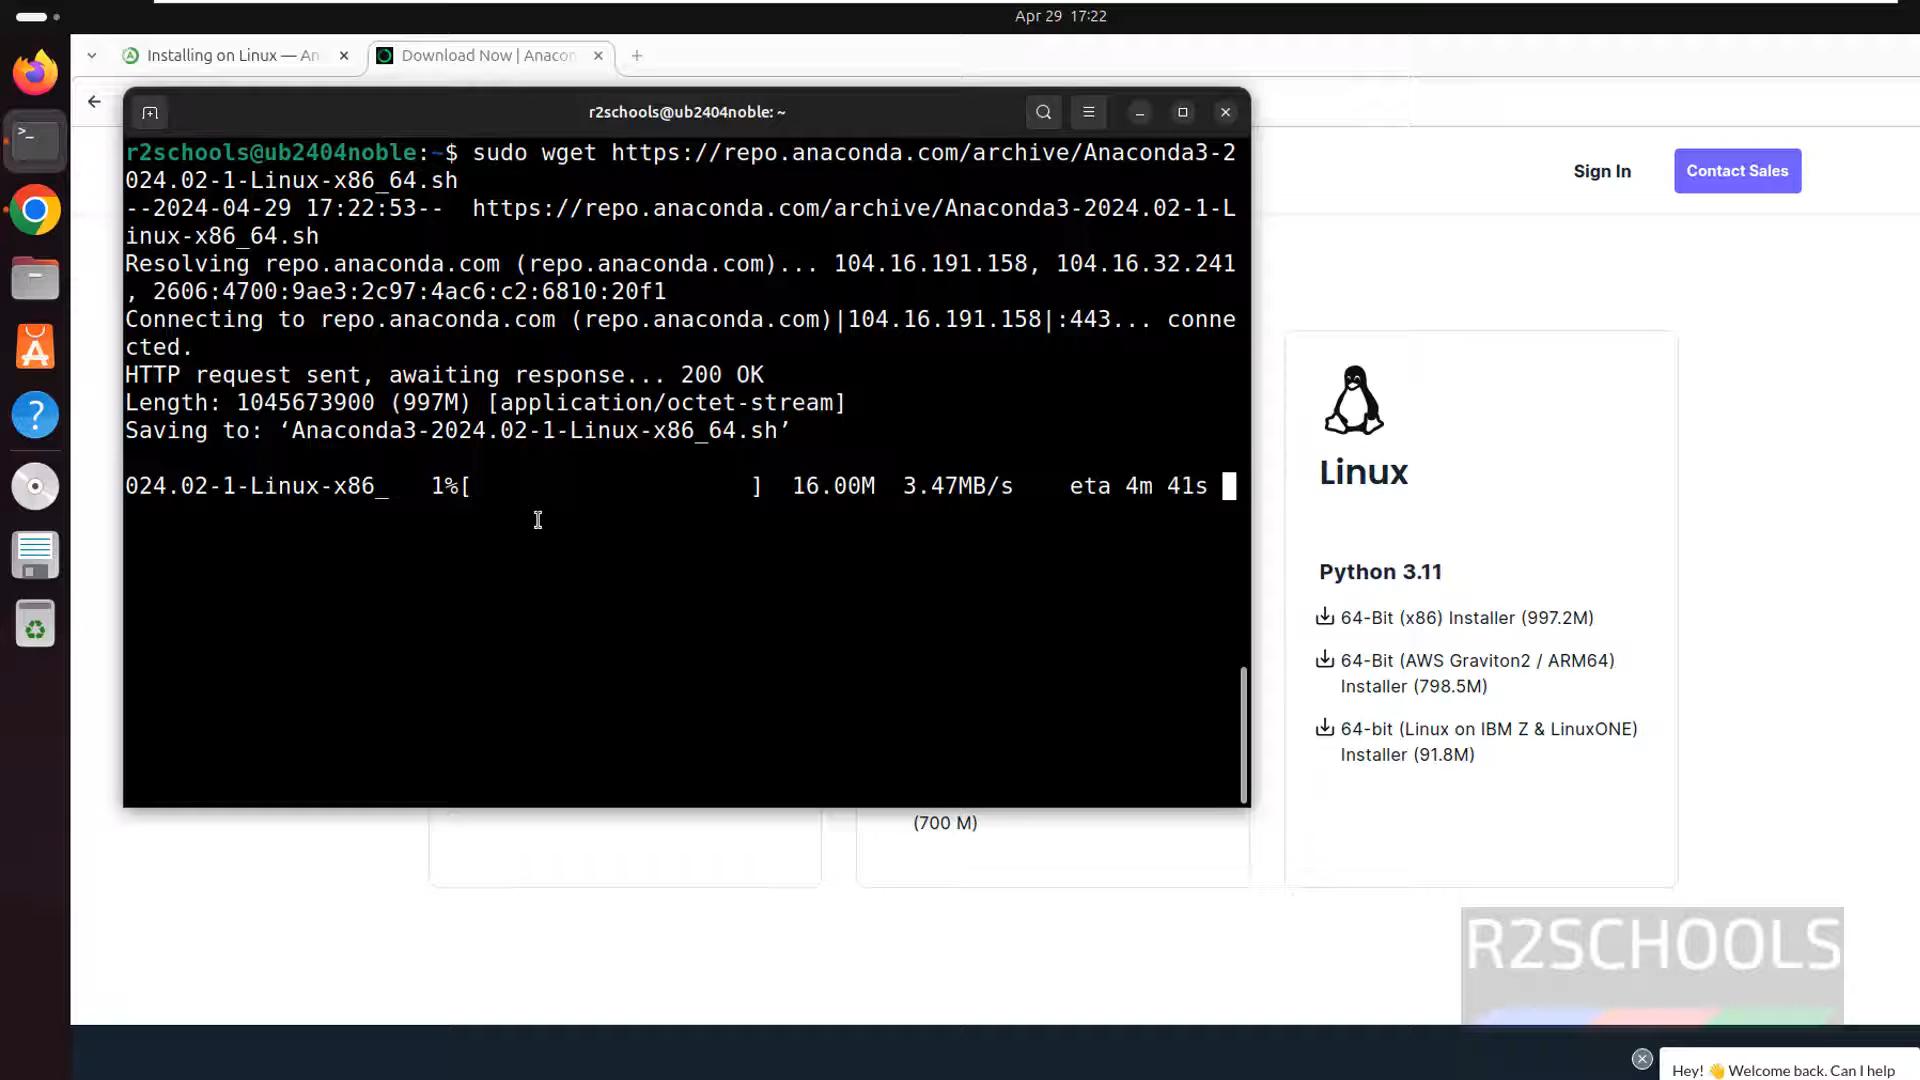 Apr 29 17:22
Installing on Linux — An
Download Now | Anacon
r2schools@ub2404noble: ~
r2schools@ub2404noble:~$ sudo wget https://repo.anaconda.com/archive/Anaconda3-2
024.02-1-Linux-x86_64.sh
--2024-04-29 17:22:53-- https://repo.anaconda.com/archive/Anaconda3-2024.02-1-L
inux-x86_64.sh
Resolving repo.anaconda.com (repo.anaconda.com)... 104.16.191.158, 104.16.32.241
, 2606:4700:9ae3:2c97:4ac6:c2:6810:20f1
Connecting to repo.anaconda.com (repo.anaconda.com)|104.16.191.158|:443... conne
cted.
HTTP request sent, awaiting response... 200 OK
Length: 1045673900 (997M) [application/octet-stream]
Saving to: ‘Anaconda3-2024.02-1-Linux-x86_64.sh’
024.02-1-Linux-x86_ 1%[ ] 16.00M 3.47MB/s eta 4m 41s
Sign In
Contact Sales
Linux
Python 3.11
64-Bit (x86) Installer (997.2M)
64-Bit (AWS Graviton2 / ARM64)
Installer (798.5M)
64-bit (Linux on IBM Z & LinuxONE)
Installer (91.8M)
(700 M)
R2SCHOOLS
Hey! 👋 Welcome back. Can I help